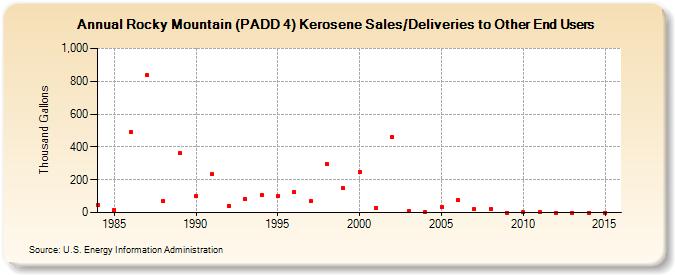 Annual Rocky Mountain (PADD 4) Kerosene Sales/Deliveries to Other End Users
Thousand Gallons
1,000
800
600
400
200
0
1985 1990 1995 2000 2005 2010 2015
Source: U.S. Energy Information Administration